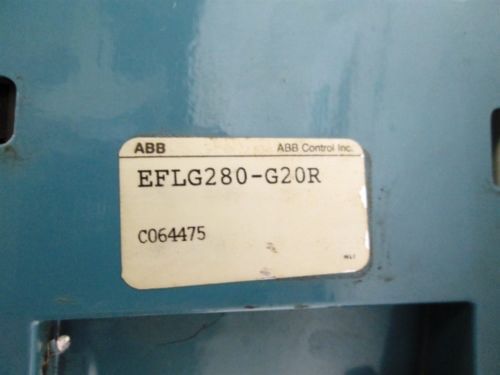 ABB ABB Control Inc.
EFLG280-G20R
C064475